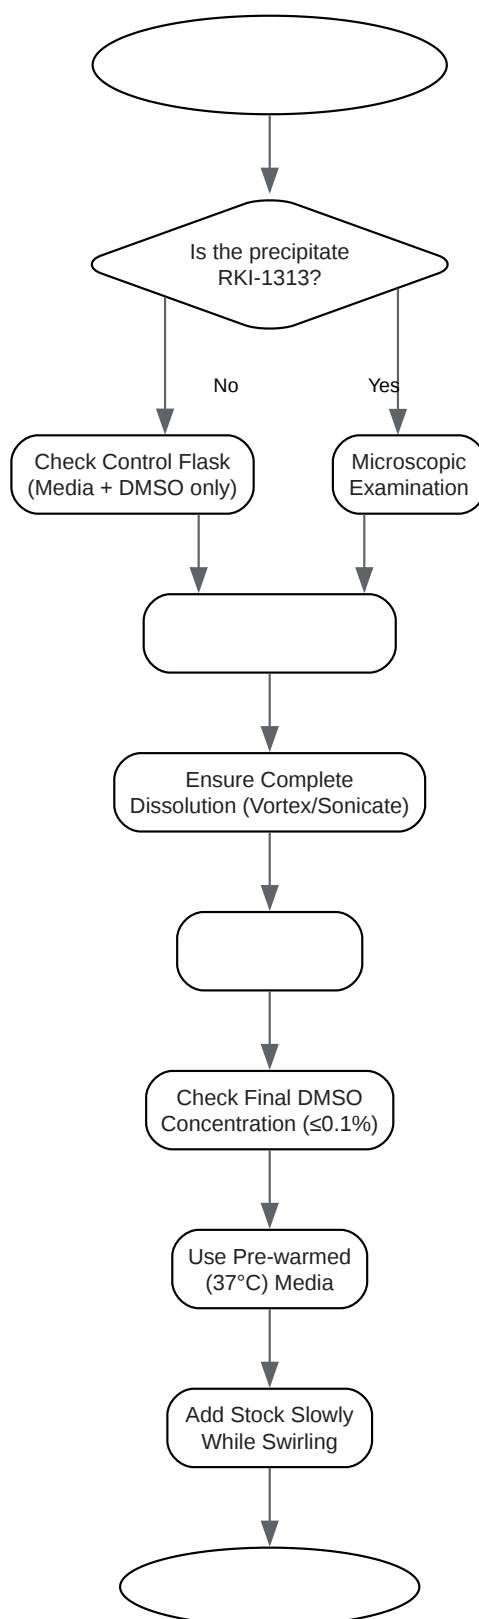 Is the precipitate
RKI-1313?
No
Yes
Check Control Flask
(Media + DMSO only)
Microscopic
Examination
Ensure Complete
Dissolution (Vortex/Sonicate)
Check Final DMSO
Concentration (≤0.1%)
Use Pre-warmed
(37°C) Media
Add Stock Slowly
While Swirling